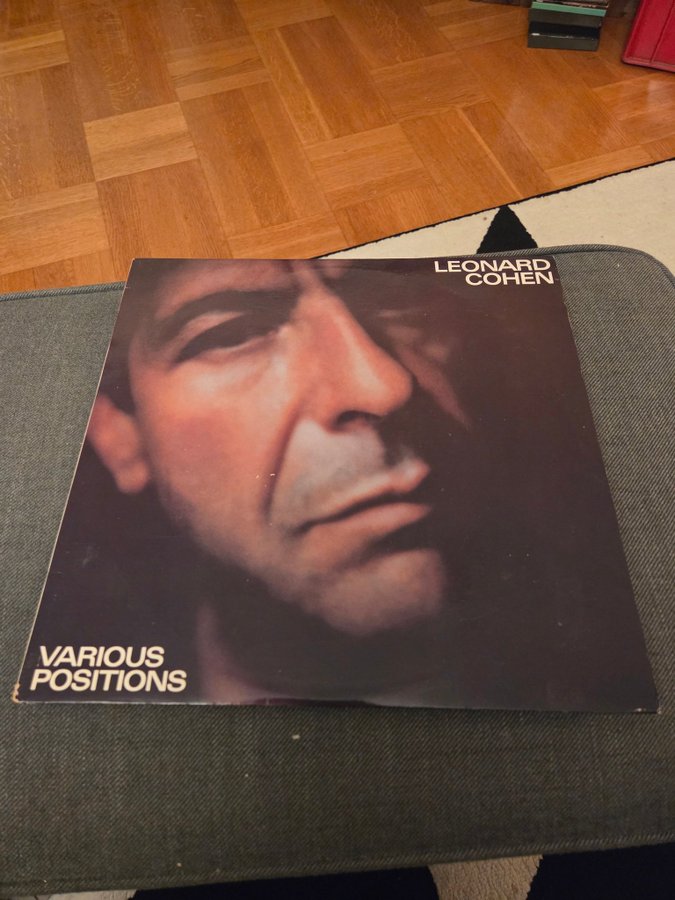 LEONARD
COHEN
VARIOUS
POSITIONS